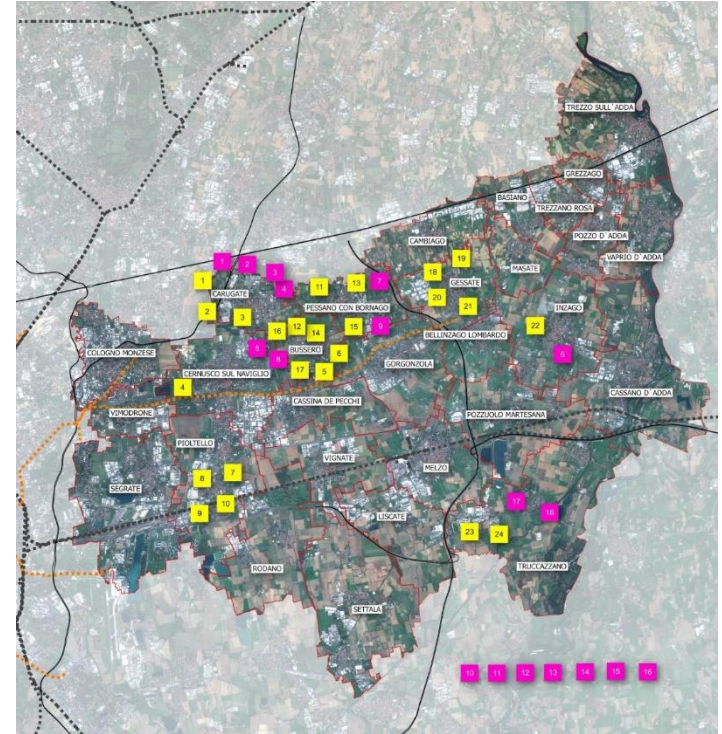 TREZZO SULL`ADDA
GREZZAGO
BASIANO
TREZZANO ROSA
POZZO D`ADDA
CAMBIAGO
VAPRIO D`ADDA
19
1
2
MASATE
3
18
GESSATE
1
7
4
11
13
CARUGATE
20
PESSANO CON BORNAGO
21
INZAGO
2
3
16
12
14
15
9
22
BELLINZAGO LOMBARDO
COLOGNO MONZESE
5
BUSSERO
6
6
8
GORGONZOLA
CERNUSCO SUL NAVIGLIO
17
5
4
CASSANO D`ADDA
CASSINA DE PECCHI
VIMODRONE
POZZUOLO MARTESANA
PIOLTELLO
VIGNATE
MELZO
8
7
SEGRATE
10
9
17
18
LISCATE
23
24
RODANO
TRUCCAZZANO
SETTALA
10
11
12
13
14
15
16